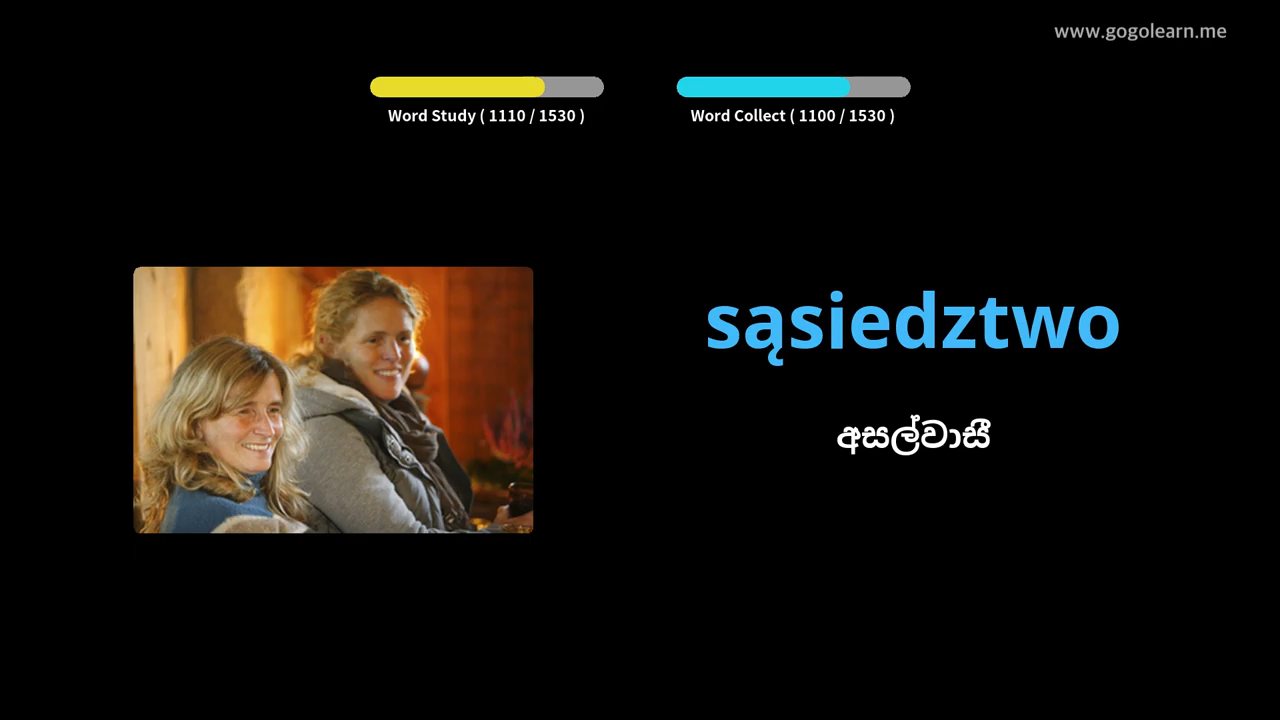 www.gogolearn.me
Word Study ( 1110 / 1530 )
Word Collect ( 1100 / 1530 )
sąsiedztwo
අසල්වාසී